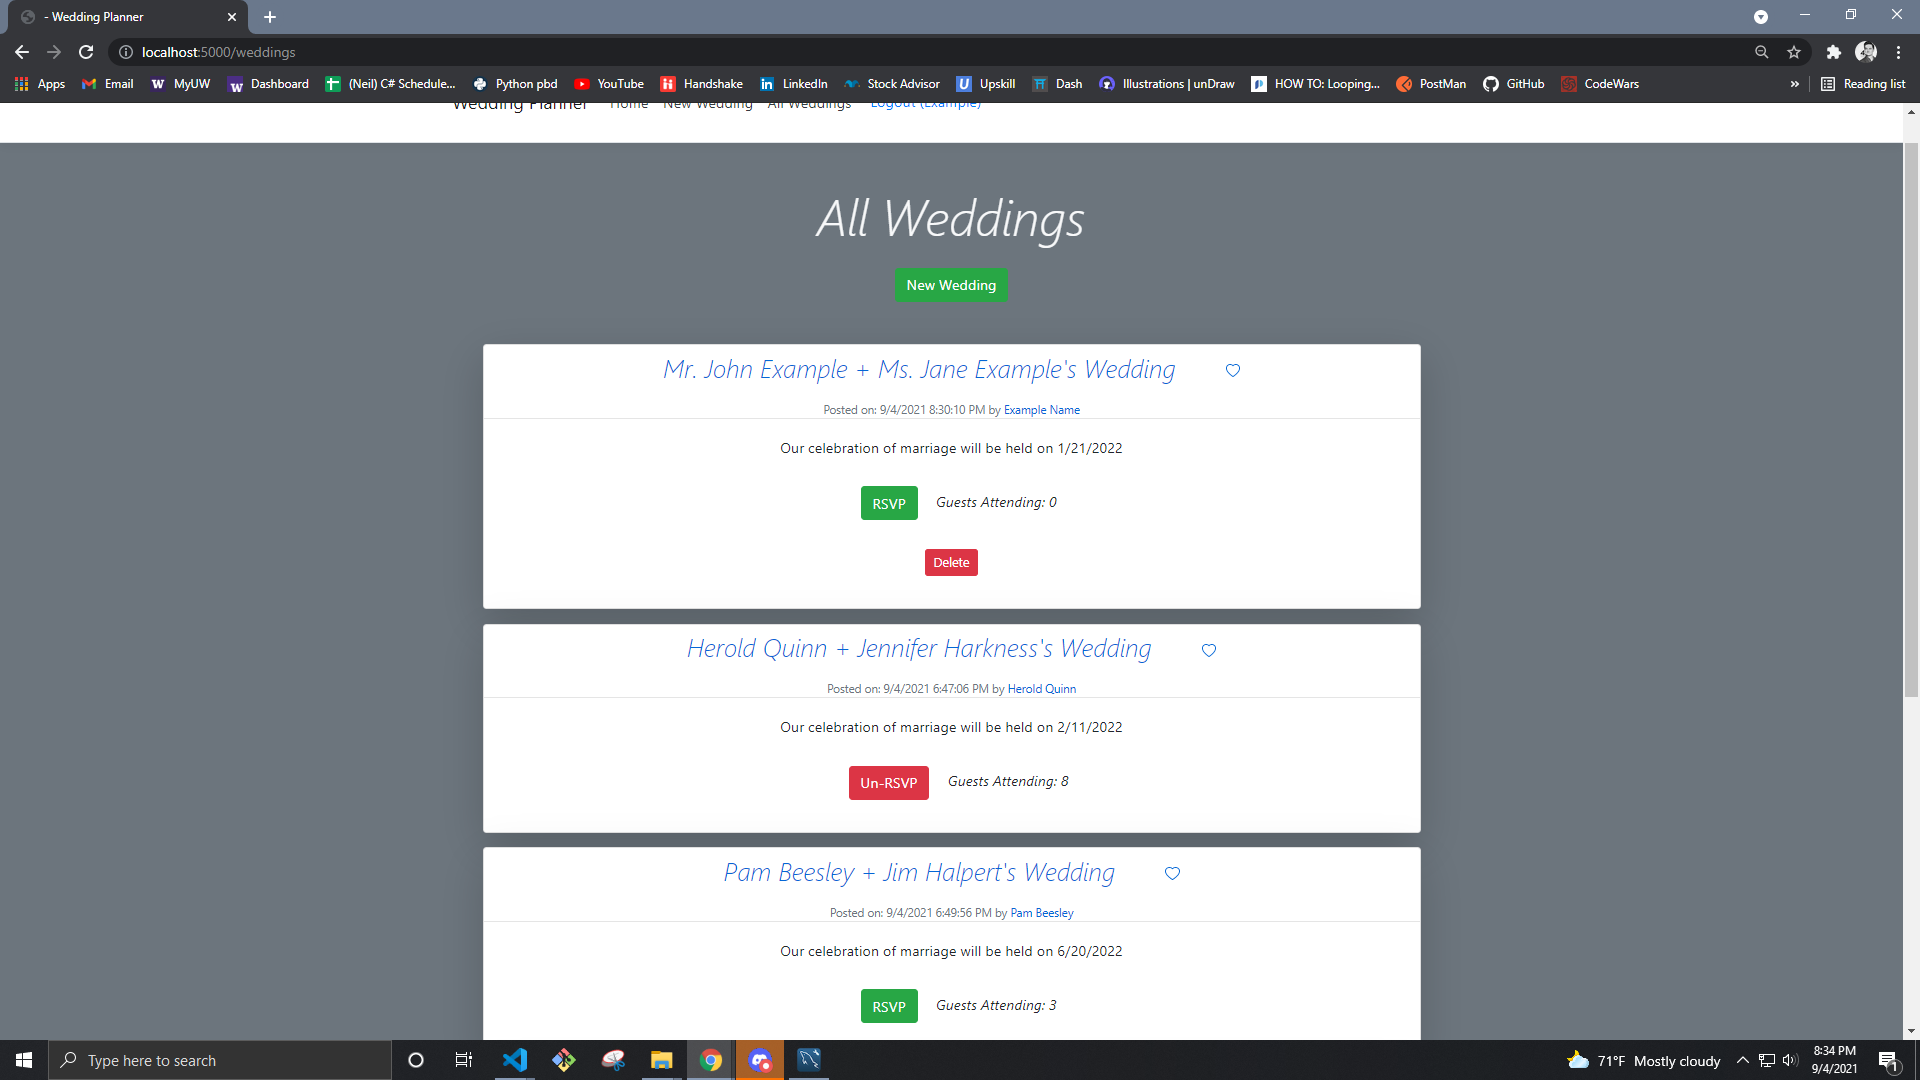 - Wedding Planner
localhost:5000/weddings
Apps Email MyUW Dashboard (Neil) C# Schedule... Python pbd YouTube Handshake LinkedIn Stock Advisor Upskill Dash Illustrations | unDraw HOW TO: Looping... PostMan GitHub CodeWars » Reading list
Wedding Planner Home New Wedding All Weddings Logout (Example)
All Weddings
New Wedding
Mr. John Example + Ms. Jane Example's Wedding
Posted on: 9/4/2021 8:30:10 PM by Example Name
Our celebration of marriage will be held on 1/21/2022
RSVP Guests Attending: 0
Delete
Herold Quinn + Jennifer Harkness's Wedding
Posted on: 9/4/2021 6:47:06 PM by Herold Quinn
Our celebration of marriage will be held on 2/11/2022
Un-RSVP Guests Attending: 8
Pam Beesley + Jim Halpert's Wedding
Posted on: 9/4/2021 6:49:56 PM by Pam Beesley
Our celebration of marriage will be held on 6/20/2022
RSVP Guests Attending: 3
Type here to search
71°F Mostly cloudy
8:34 PM
9/4/2021
1